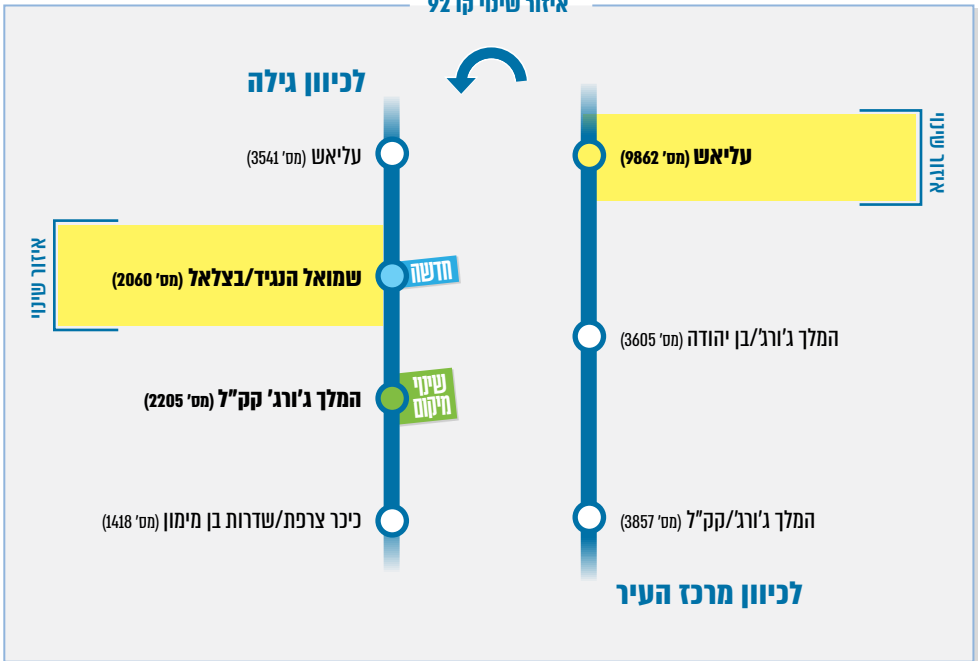 איזור שינוי קו 92
לכיוון גילה
איזור שינוי
עליאש (מס' 9862)
המלך ג'ורג'/בן יהודה (מס' 3605)
המלך ג'ורג'/קק"ל (מס' 3857)
לכיוון מרכז העיר
עליאש (מס' 3541)
חדשה
שמואל הנגיד/בצלאל (מס' 2060)
איזור שינוי
שינוי
מיקום
המלך ג'ורג' קק"ל (מס' 2205)
כיכר צרפת/שדרות בן מימון (מס' 1418)